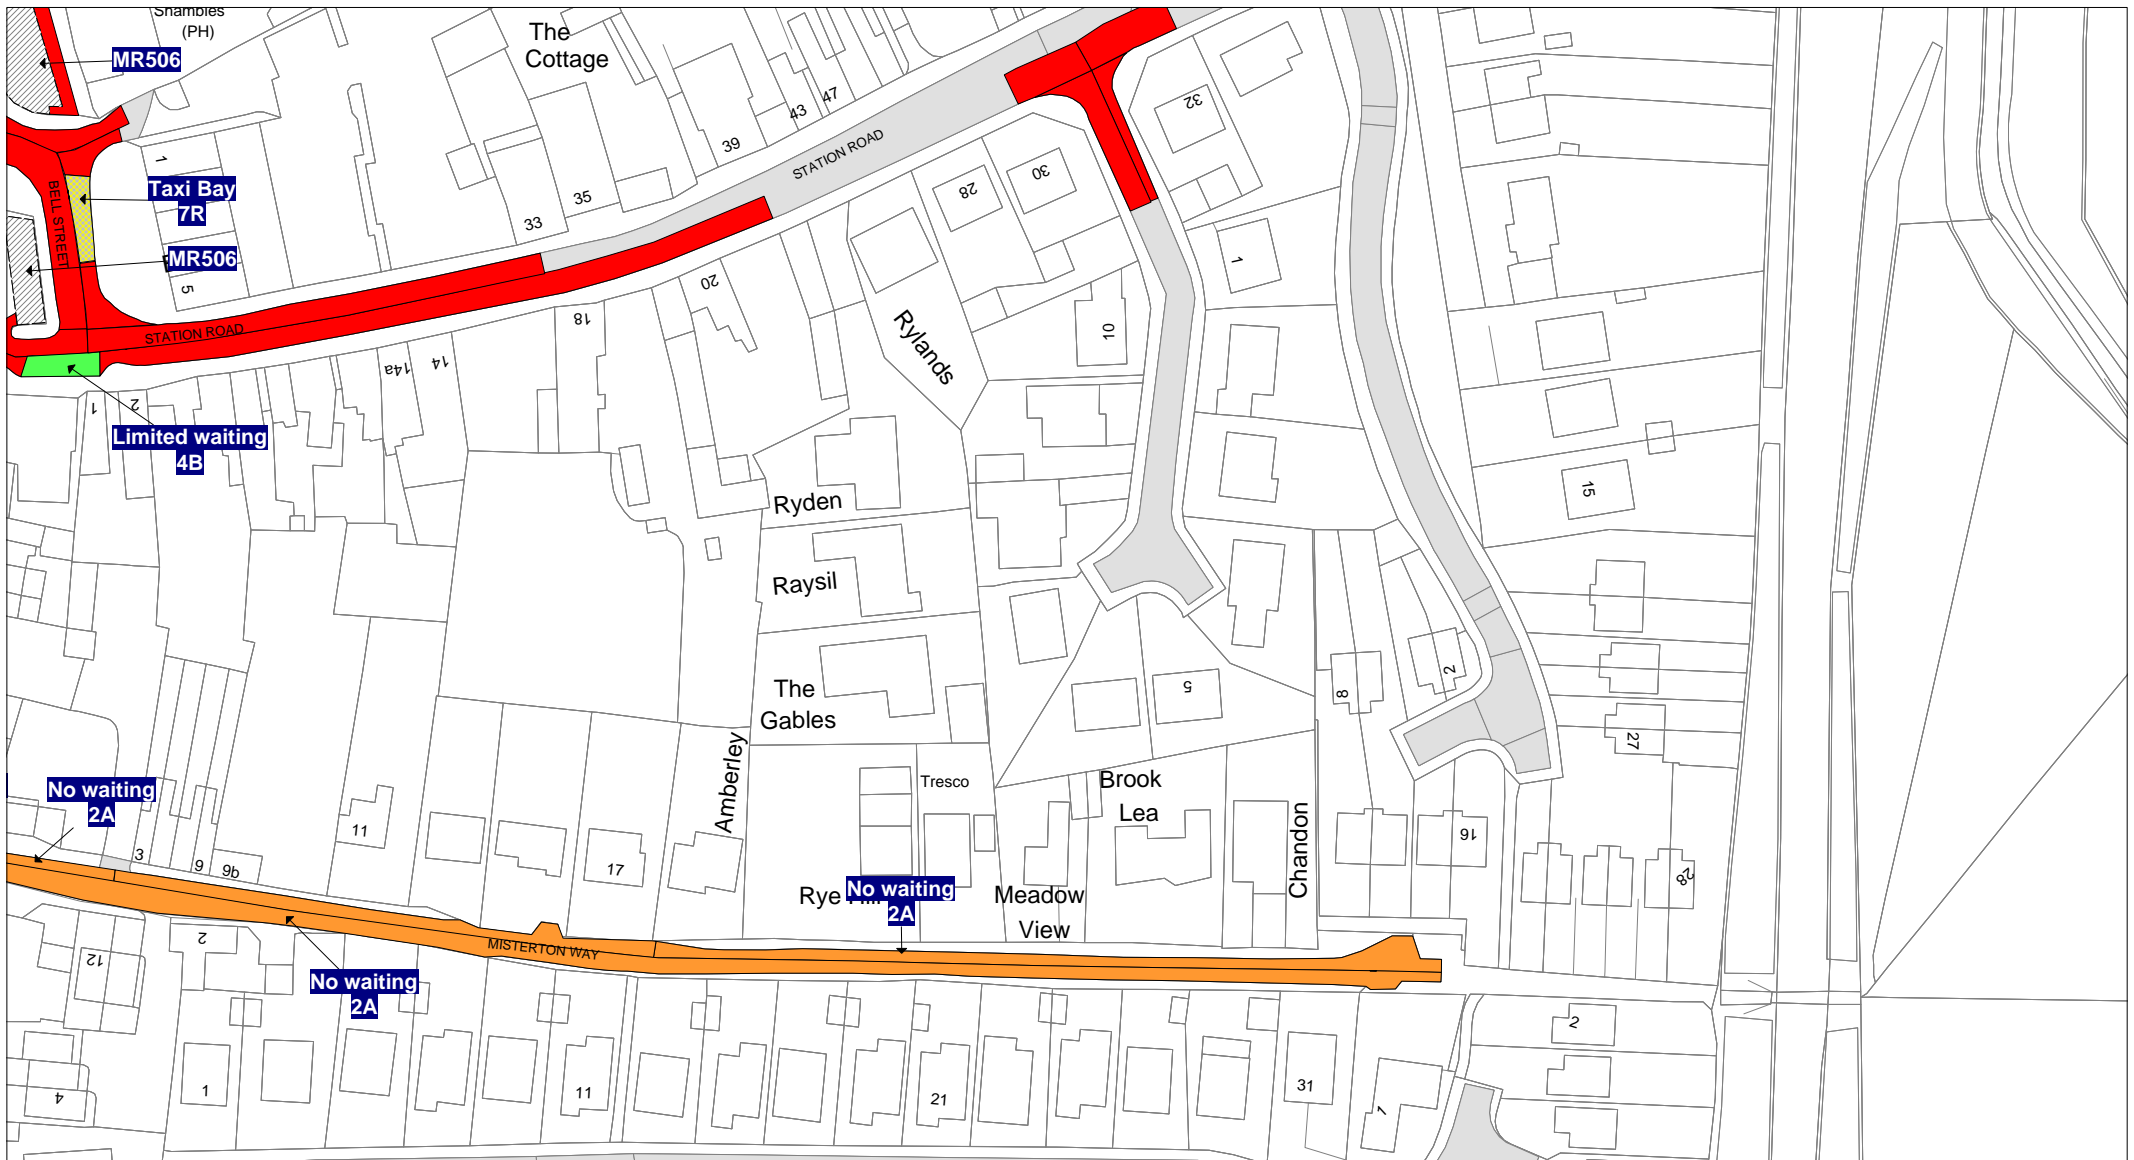 Shambles
(PH)
MR506
The
Cottage
47
43
39
32
STATION ROAD
1
Taxi Bay
7R
BELL STREET
35
33
28
30
MR506
5
1
20
STATION ROAD
18
Rylands
10
14a
14
1
2
Limited waiting
4B
15
Ryden
Raysil
The
Gables
5
8
2
27
Amberley
Tresco
Brook
Lea
No waiting
2A
Chandon
11
16
3
9
9b
17
28
Rye Hill
No waiting
2A
Meadow
View
MISTERTON WAY
2
12
No waiting
2A
2
4
1
11
21
31
1